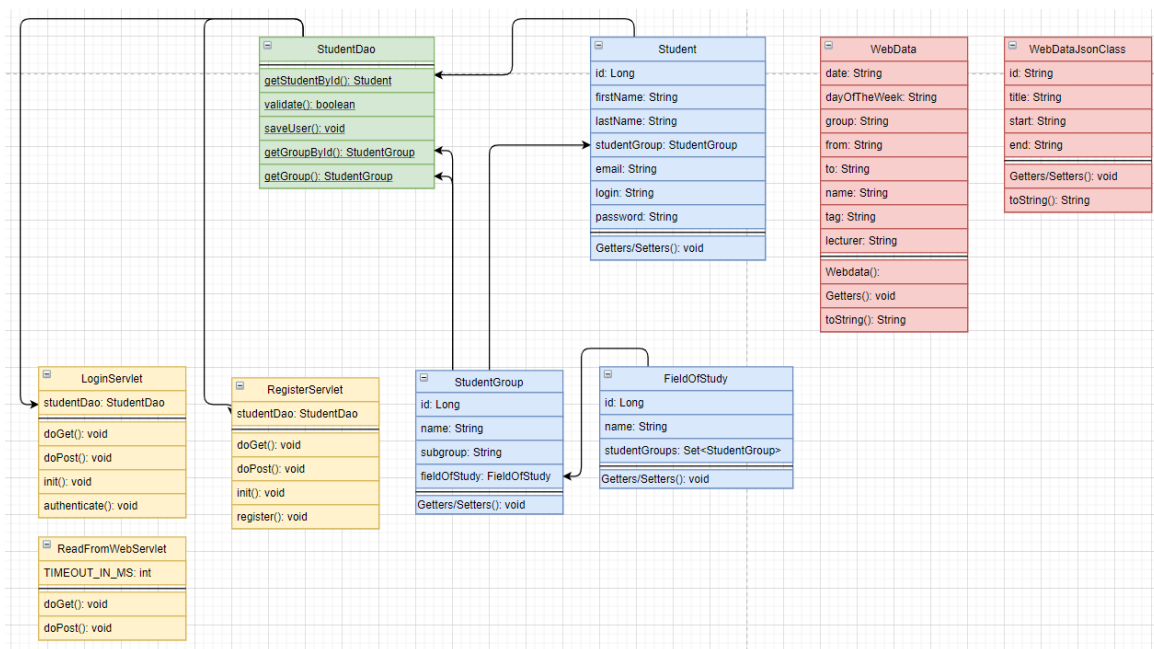 StudentDao
getStudentById(): Student
validate(): boolean
saveUser(): void
getGroupById(): StudentGroup
getGroup(): StudentGroup
Student
id: Long
firstName: String
lastName: String
studentGroup: StudentGroup
email: String
login: String
password: String
Getters/Setters(): void
WebData
date: String
dayOfTheWeek: String
group: String
from: String
to: String
name: String
tag: String
lecturer: String
Webdata():
Getters(): void
toString(): String
WebDataJsonClass
id: String
title: String
start: String
end: String
Getters/Setters(): void
toString(): String
LoginServlet
studentDao: StudentDao
doGet(): void
doPost(): void
init(): void
authenticate(): void
RegisterServlet
studentDao: StudentDao
doGet(): void
doPost(): void
init(): void
register(): void
StudentGroup
id: Long
name: String
subgroup: String
fieldOfStudy: FieldOfStudy
Getters/Setters(): void
FieldOfStudy
id: Long
name: String
studentGroups: Set<StudentGroup>
Getters/Setters(): void
ReadFromWebServlet
TIMEOUT_IN_MS: int
doGet(): void
doPost(): void